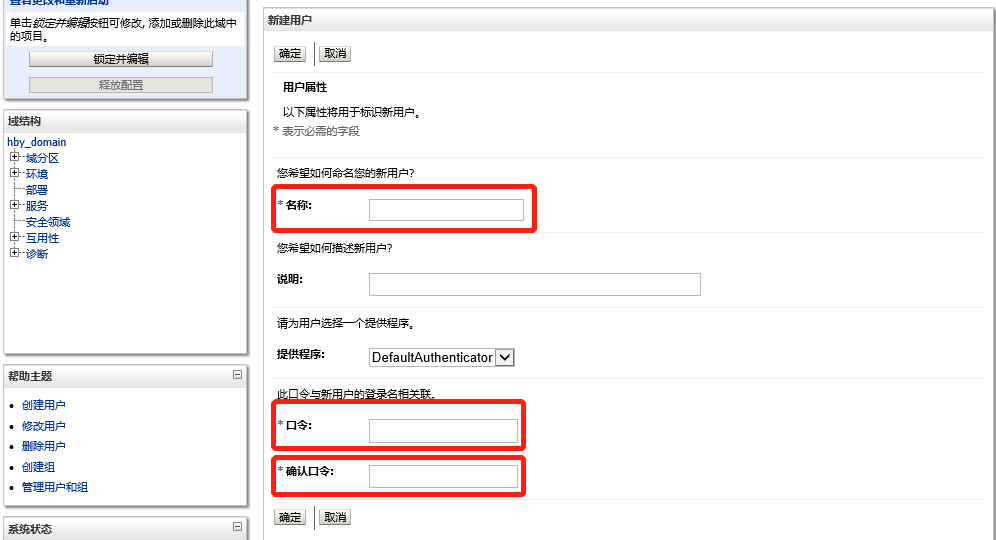 查看更改和重新启动
单击锁定并编辑按钮可修改, 添加或删除此域中
的项目。
锁定并编辑
释放配置
域结构
hby_domain
域分区
环境
部署
服务
安全领域
互用性
诊断
帮助主题
创建用户
修改用户
删除用户
创建组
管理用户和组
系统状态
新建用户
确定 取消
用户属性
以下属性将用于标识新用户。
* 表示必需的字段
您希望如何命名您的新用户?
* 名称:
您希望如何描述新用户?
说明:
请为用户选择一个提供程序。
提供程序: DefaultAuthenticator
此口令与新用户的登录名相关联。
* 口令:
* 确认口令:
确定 取消